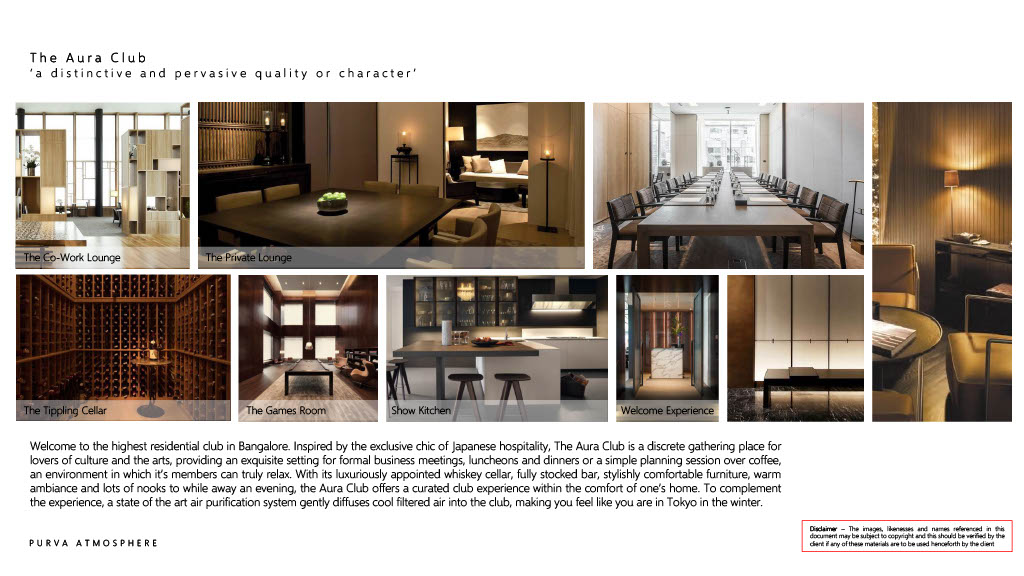 The Aura Club
'a distinctive and pervasive quality or character'
The Co-Work Lounge
The Private Lounge
The Tippling Cellar
The Games Room
Show Kitchen
Welcome Experience
Welcome to the highest residential club in Bangalore. Inspired by the exclusive chic of Japanese hospitality, The Aura Club is a discrete gathering place for
lovers of culture and the arts, providing an exquisite setting for formal business meetings, luncheons and dinners or a simple planning session over coffee,
an environment in which it's members can truly relax. With its luxuriously appointed whiskey cellar, fully stocked bar, stylishly comfortable furniture, warm
ambiance and lots of nooks to while away an evening, the Aura Club offers a curated club experience within the comfort of one's home. To complement
the experience, a state of the art air purification system gently diffuses cool filtered air into the club, making you feel like you are in Tokyo in the winter.
Disclaimer – The images, likenesses and names referenced in this
document may be subject to copyright and this should be verified by the
client if any of these materials are to be used henceforth by the client
PURVA ATMOSPHERE